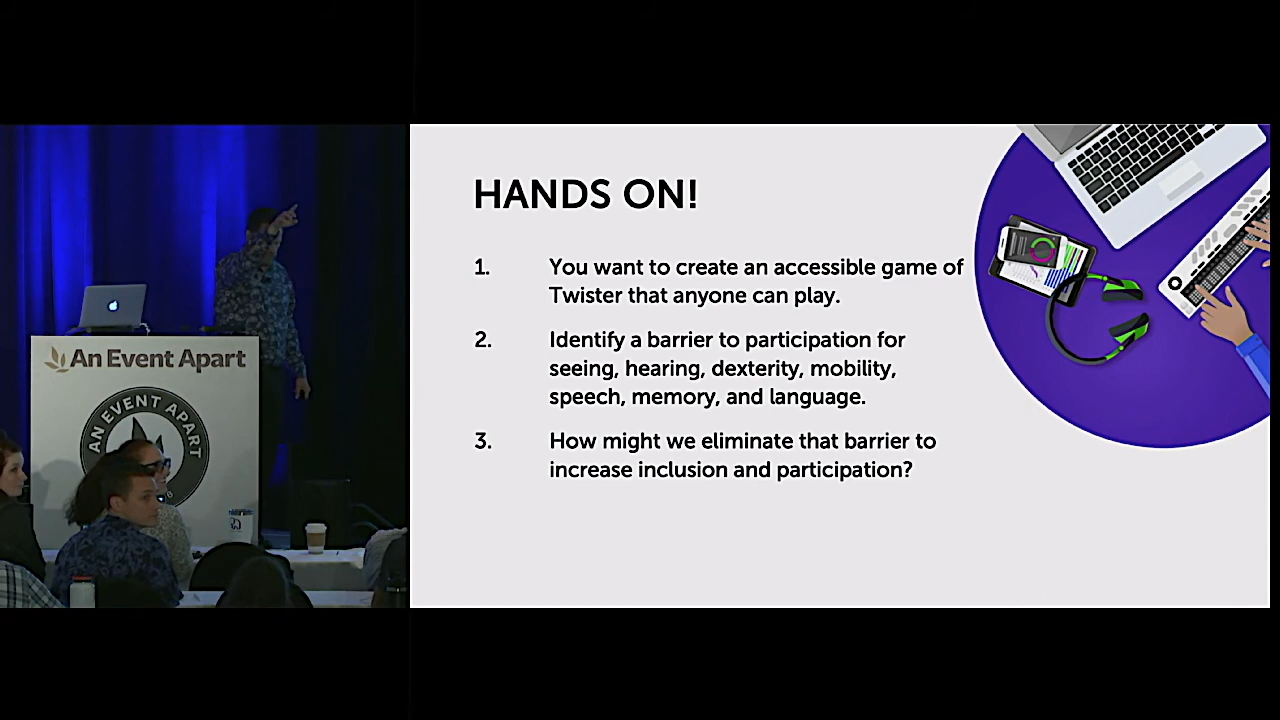 An Event Apart
AN EVENT APART
HANDS ON!
1. You want to create an accessible game of
Twister that anyone can play.
2. Identify a barrier to participation for
seeing, hearing, dexterity, mobility,
speech, memory, and language.
3. How might we eliminate that barrier to
increase inclusion and participation?